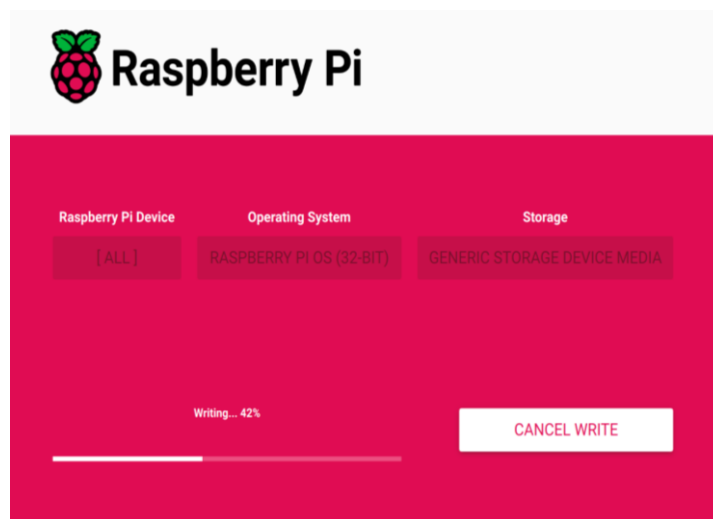 Raspberry Pi
Raspberry Pi Device
Operating System
Storage
[ ALL ]
RASPBERRY PI OS (32-BIT)
GENERIC STORAGE DEVICE MEDIA
Writing... 42%
CANCEL WRITE